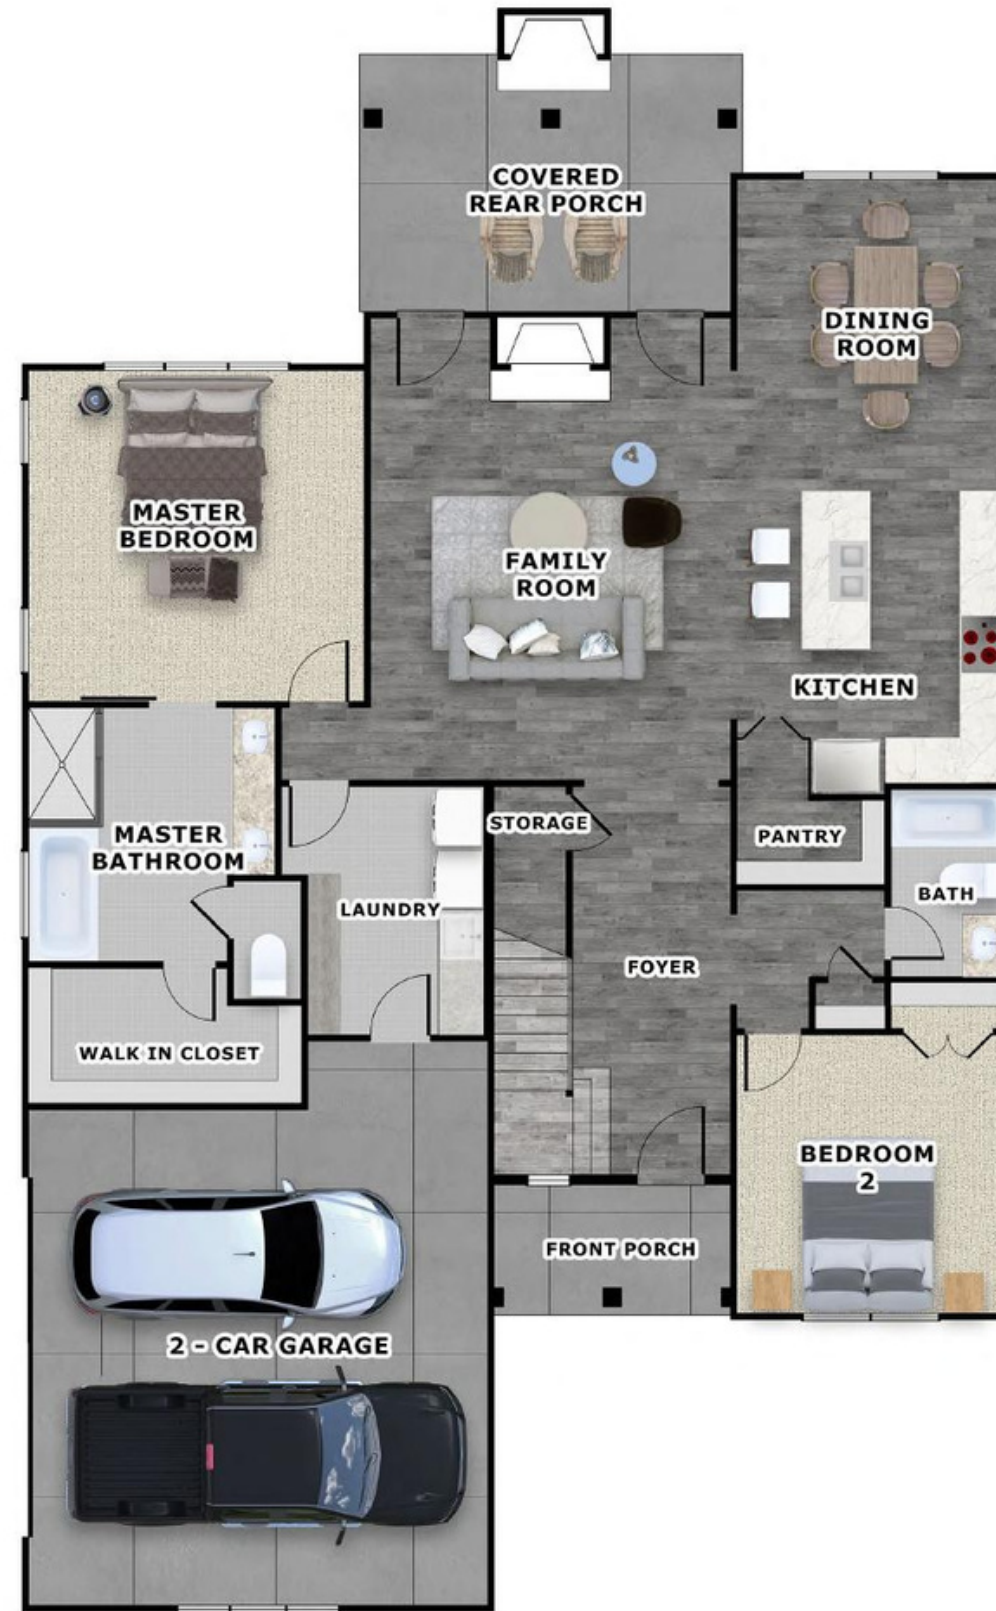 COVERED
REAR PORCH
DINING
ROOM
MASTER
BEDROOM
FAMILY
ROOM
KITCHEN
STORAGE
MASTER
BATHROOM
PANTRY
LAUNDRY
BATH
FOYER
WALK IN CLOSET
BEDROOM
2
FRONT PORCH
2 - CAR GARAGE